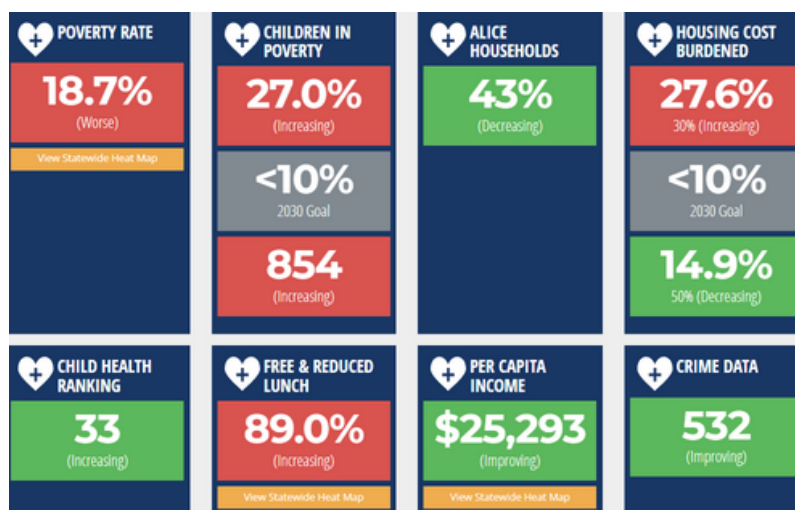 POVERTY RATE
18.7%
(Worse)
View Statewide Heat Map
CHILDREN IN
POVERTY
27.0%
(Increasing)
<10%
2030 Goal
854
(Increasing)
ALICE
HOUSEHOLDS
43%
(Decreasing)
HOUSING COST
BURDENED
27.6%
30% (Increasing)
<10%
2030 Goal
14.9%
50% (Decreasing)
CHILD HEALTH
RANKING
33
(Increasing)
FREE & REDUCED
LUNCH
89.0%
(Increasing)
View Statewide Heat Map
PER CAPITA
INCOME
$25,293
(Improving)
View Statewide Heat Map
CRIME DATA
532
(Improving)